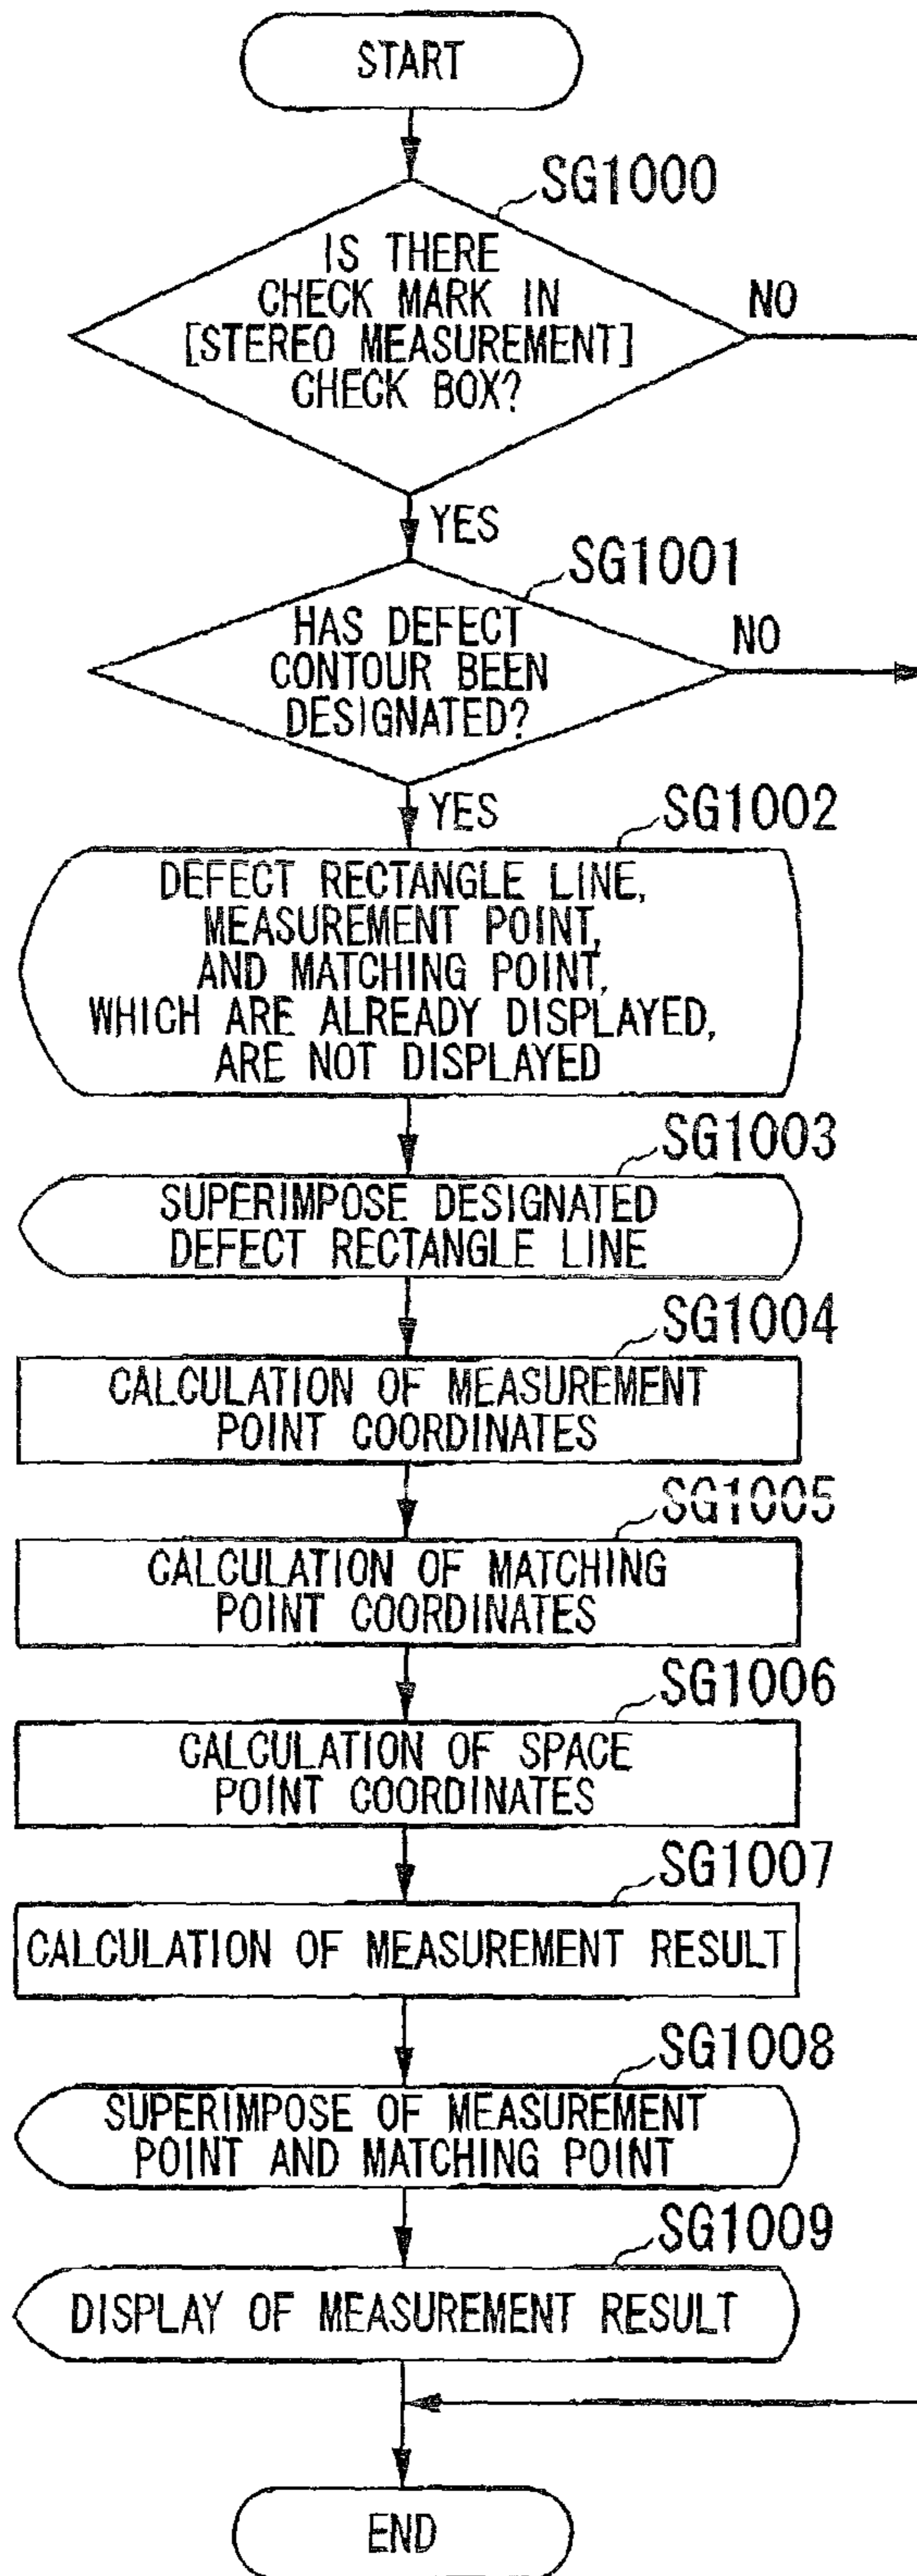 START
SG1000
IS THERE
CHECK MARK IN
[STEREO MEASUREMENT]
CHECK BOX?
NO
YES
SG1001
HAS DEFECT
CONTOUR BEEN
DESIGNATED?
NO
YES
SG1002
DEFECT RECTANGLE LINE,
MEASUREMENT POINT,
AND MATCHING POINT,
WHICH ARE ALREADY DISPLAYED,
ARE NOT DISPLAYED
SG1003
SUPERIMPOSE DESIGNATED
DEFECT RECTANGLE LINE
SG1004
CALCULATION OF MEASUREMENT
POINT COORDINATES
SG1005
CALCULATION OF MATCHING
POINT COORDINATES
SG1006
CALCULATION OF SPACE
POINT COORDINATES
SG1007
CALCULATION OF MEASUREMENT RESULT
SG1008
SUPERIMPOSE OF MEASUREMENT
POINT AND MATCHING POINT
SG1009
DISPLAY OF MEASUREMENT RESULT
END